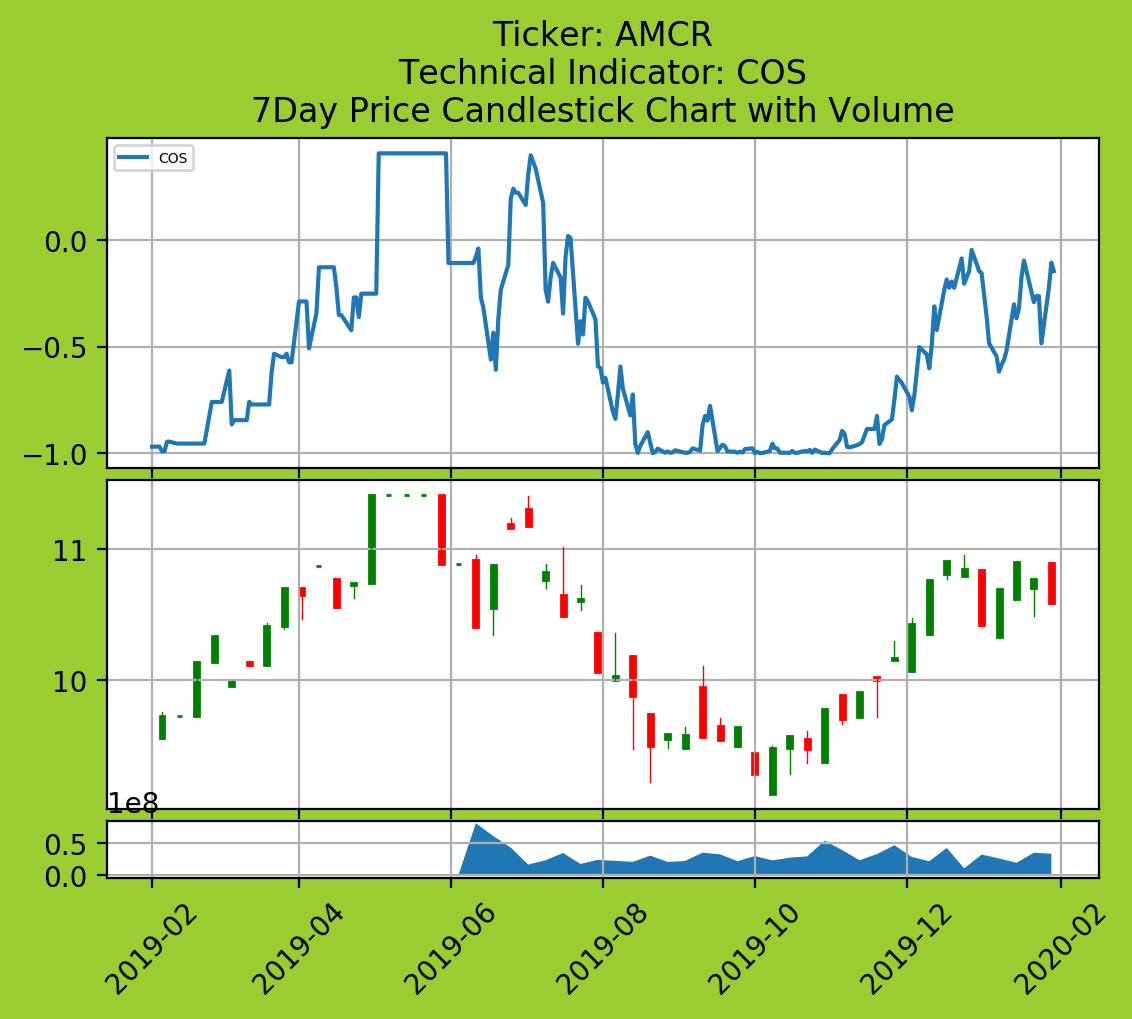 Ticker: AMCR
Technical Indicator: COS
7Day Price Candlestick Chart with Volume
COS
0.0
−0.5
−1.0
11
10
1e8
0.5
0.0
2019-02
2019-04
2019-06
2019-08
2019-10
2019-12
2020-02